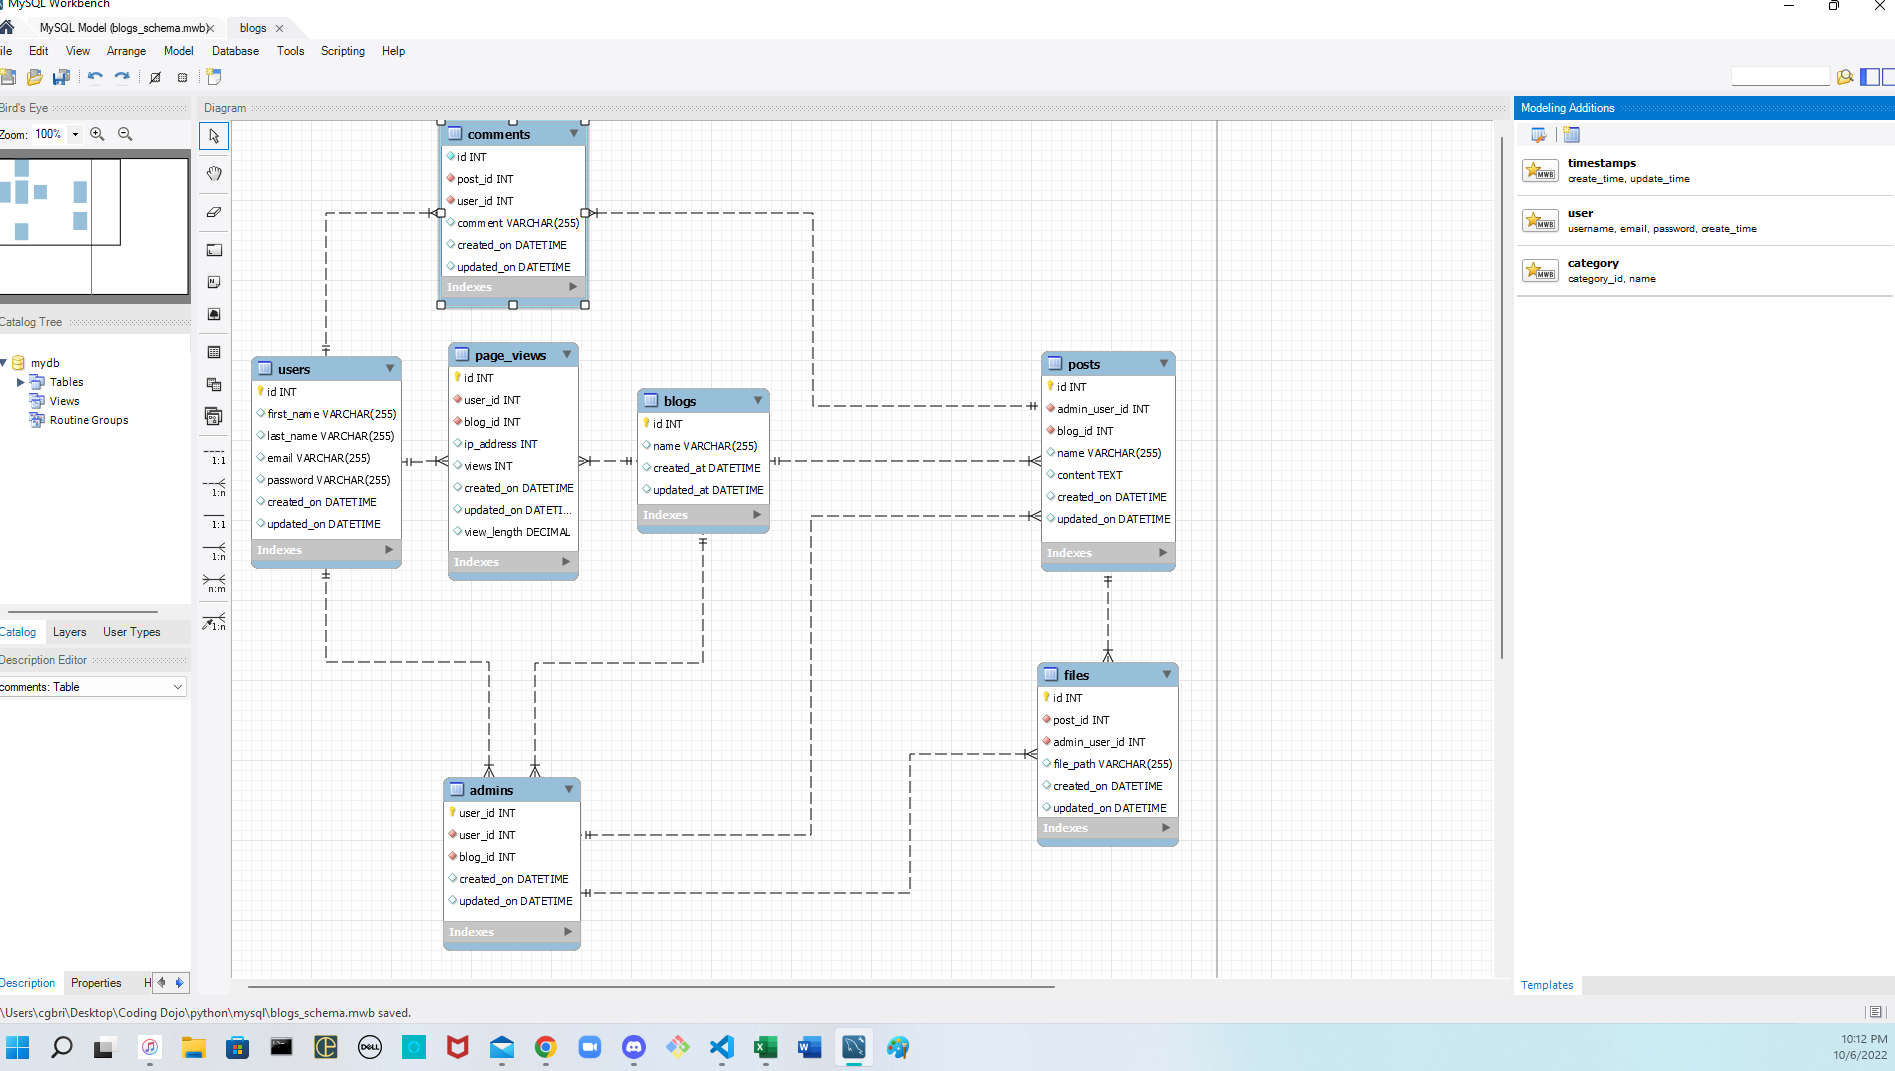 MySQL Workbench
MySQL Model (blogs_schema.mwb)
blogs
ile Edit View Arrange Model Database Tools Scripting Help
Bird's Eye
Zoom: 100%
Catalog Tree
mydb
Tables
Views
Routine Groups
Catalog Layers User Types
Description Editor
comments: Table
Description Properties H
Diagram
1:1
1:n
1:1
1:n
n:m
1:n
comments
id INT
post_id INT
user_id INT
comment VARCHAR(255)
created_on DATETIME
updated_on DATETIME
Indexes
users
id INT
first_name VARCHAR(255)
last_name VARCHAR(255)
email VARCHAR(255)
password VARCHAR(255)
created_on DATETIME
updated_on DATETIME
Indexes
page_views
id INT
user_id INT
blog_id INT
ip_address INT
views INT
created_on DATETIME
updated_on DATETI...
view_length DECIMAL
Indexes
blogs
id INT
name VARCHAR(255)
created_at DATETIME
updated_at DATETIME
Indexes
posts
id INT
admin_user_id INT
blog_id INT
name VARCHAR(255)
content TEXT
created_on DATETIME
updated_on DATETIME
Indexes
files
id INT
post_id INT
admin_user_id INT
file_path VARCHAR(255)
created_on DATETIME
updated_on DATETIME
Indexes
admins
user_id INT
user_id INT
blog_id INT
created_on DATETIME
updated_on DATETIME
Indexes
Modeling Additions
MWB
timestamps
create_time, update_time
MWB
user
username, email, password, create_time
MWB
category
category_id, name
Templates
\Users\cgbri\Desktop\Coding Dojo\python\mysql\blogs_schema.mwb saved.
DELL
10:12 PM
10/6/2022